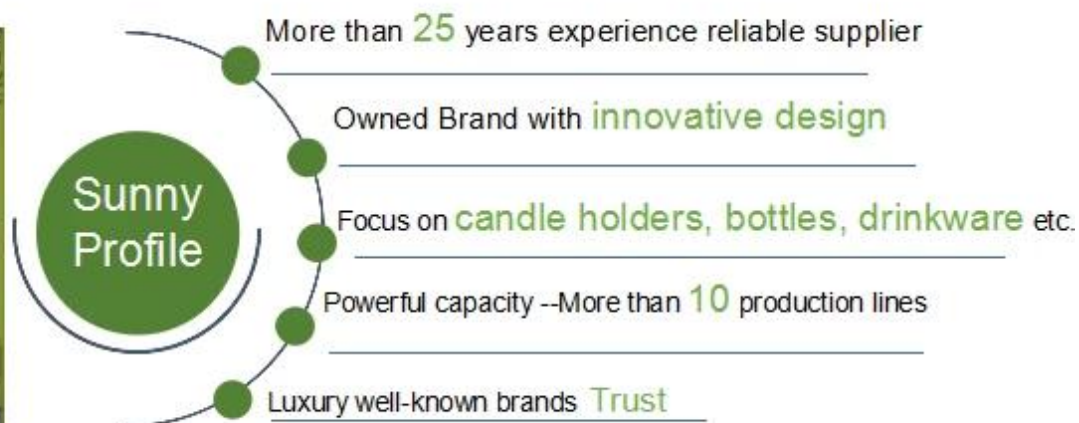 Sunny
Profile
More than 25 years experience reliable supplier
Owned Brand with innovative design
Focus on candle holders, bottles, drinkware etc.
Powerful capacity --More than 10 production lines
Luxury well-known brands Trust